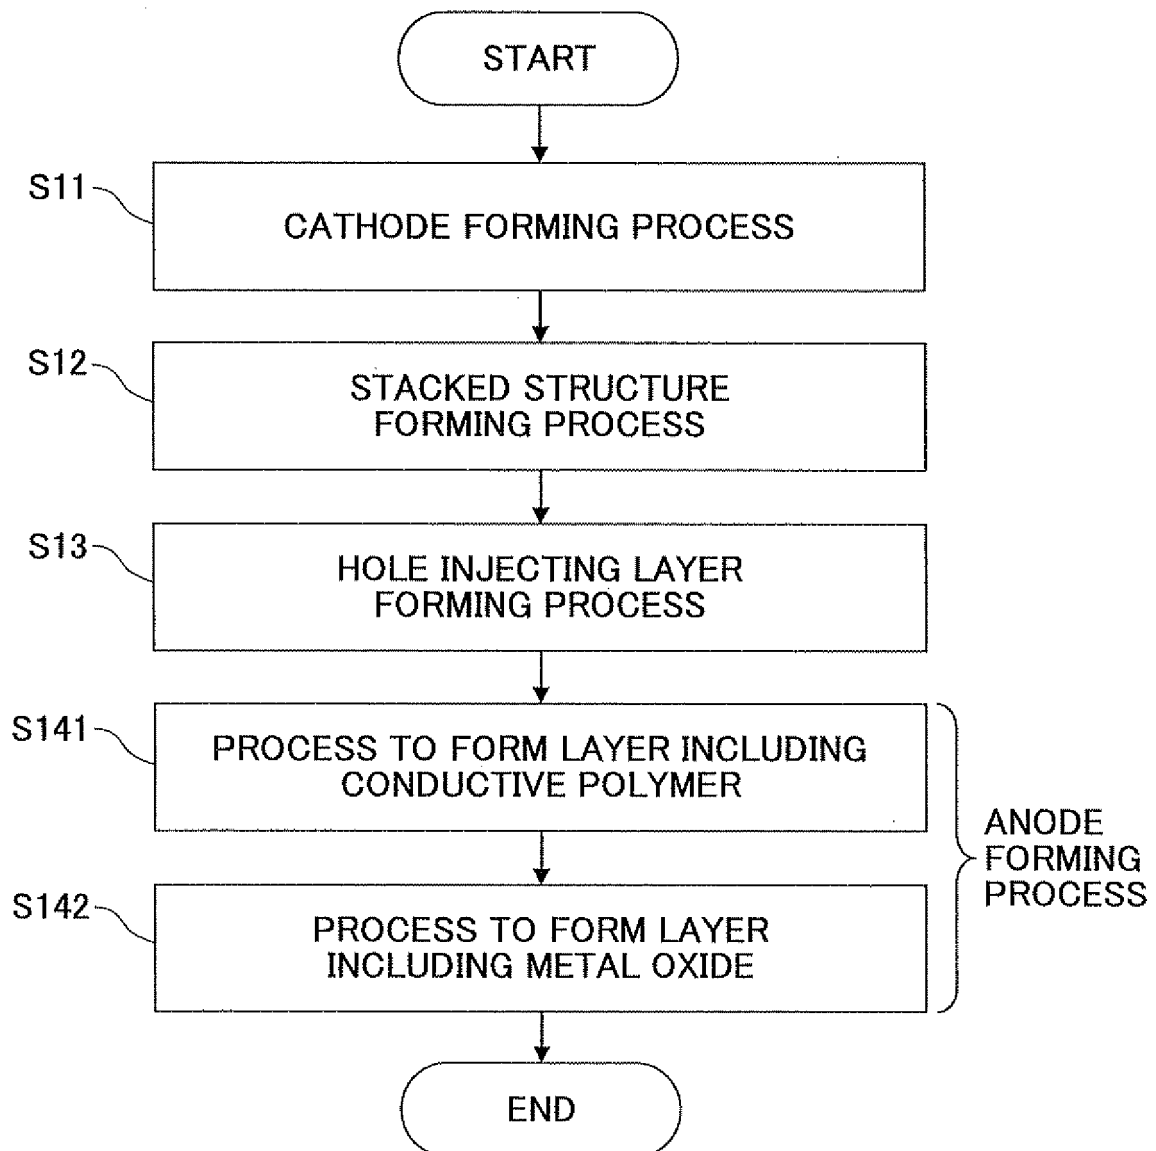 START
S11
CATHODE FORMING PROCESS
S12
STACKED STRUCTURE
FORMING PROCESS
S13
HOLE INJECTING LAYER
FORMING PROCESS
S141
PROCESS TO FORM LAYER INCLUDING
CONDUCTIVE POLYMER
S142
PROCESS TO FORM LAYER
INCLUDING METAL OXIDE
ANODE
FORMING
PROCESS
END